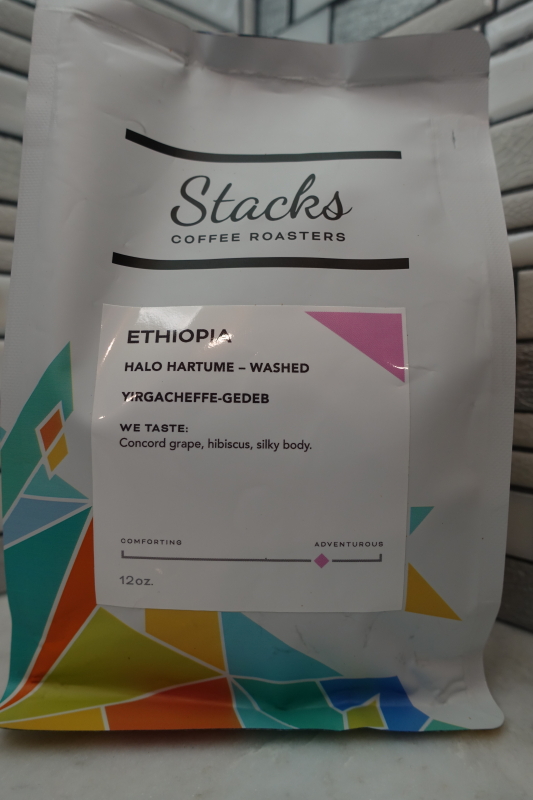 Stacks
COFFEE ROASTERS
ETHIOPIA
HALO HARTUME – WASHED
YIRGACHEFFE-GEDEB
WE TASTE:
Concord grape, hibiscus, silky body.
COMFORTING ADVENTUROUS
12oz.